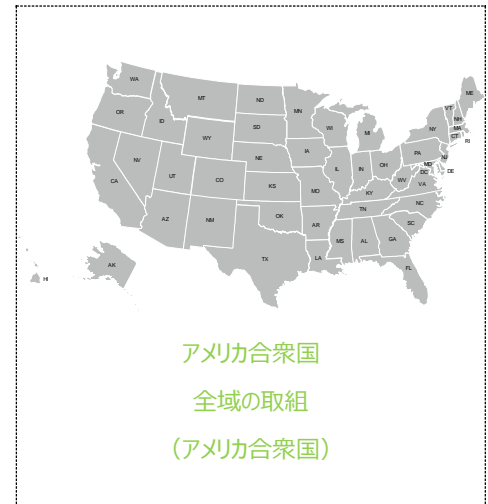 WA
MT
ND
MN
ME
OR
ID
SD
WI
MI
VT
NH
NY
MA
CT
RI
WY
IA
NE
PA
NJ
NV
UT
CO
IL
IN
OH
MD
DE
DC
WV
VA
CA
KS
MO
KY
NC
TN
AZ
NM
OK
AR
SC
MS
AL
GA
TX
LA
FL
AK
HI
アメリカ合衆国
全域の取組
（アメリカ合衆国）